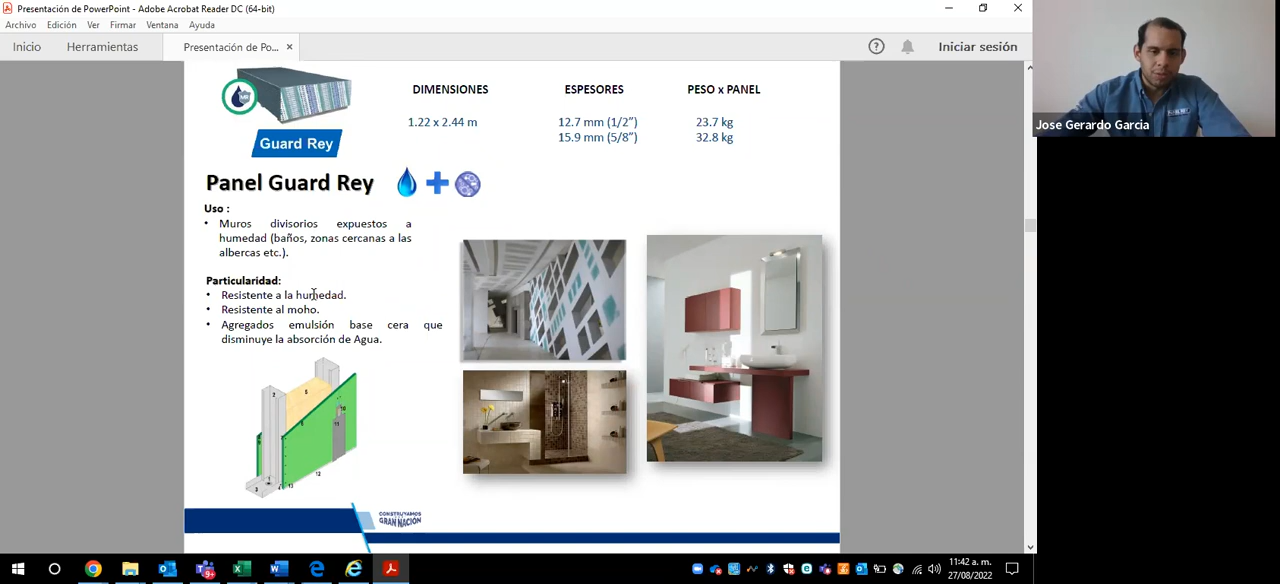 Presentación de PowerPoint - Adobe Acrobat Reader DC (64-bit)
Archivo Edición Ver Firmar Ventana Ayuda
Inicio Herramientas Presentación de Po... × Iniciar sesión
Jose Gerardo Garcia
DIMENSIONES ESPESORES PESO x PANEL
1.22 x 2.44 m 12.7 mm (1/2”) 23.7 kg
15.9 mm (5/8”) 32.8 kg
Guard Rey
Panel Guard Rey
Uso :
• Muros divisorios expuestos a
humedad (baños, zonas cercanas a las
albercas etc.).
Particularidad:
• Resistente a la humedad.
• Resistente al moho.
• Agregados emulsión base cera que
disminuye la absorción de Agua.
CONSTRUYAMOS
GRAN NACIÓN
11:42 a. m.
27/08/2022